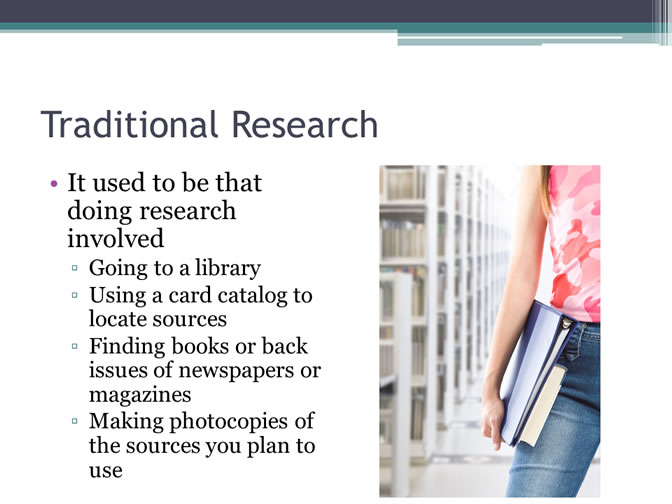 Traditional Research
• It used to be that
doing research
involved
▫ Going to a library
▫ Using a card catalog to
locate sources
▫ Finding books or back
issues of newspapers or
magazines
▫ Making photocopies of
the sources you plan to
use